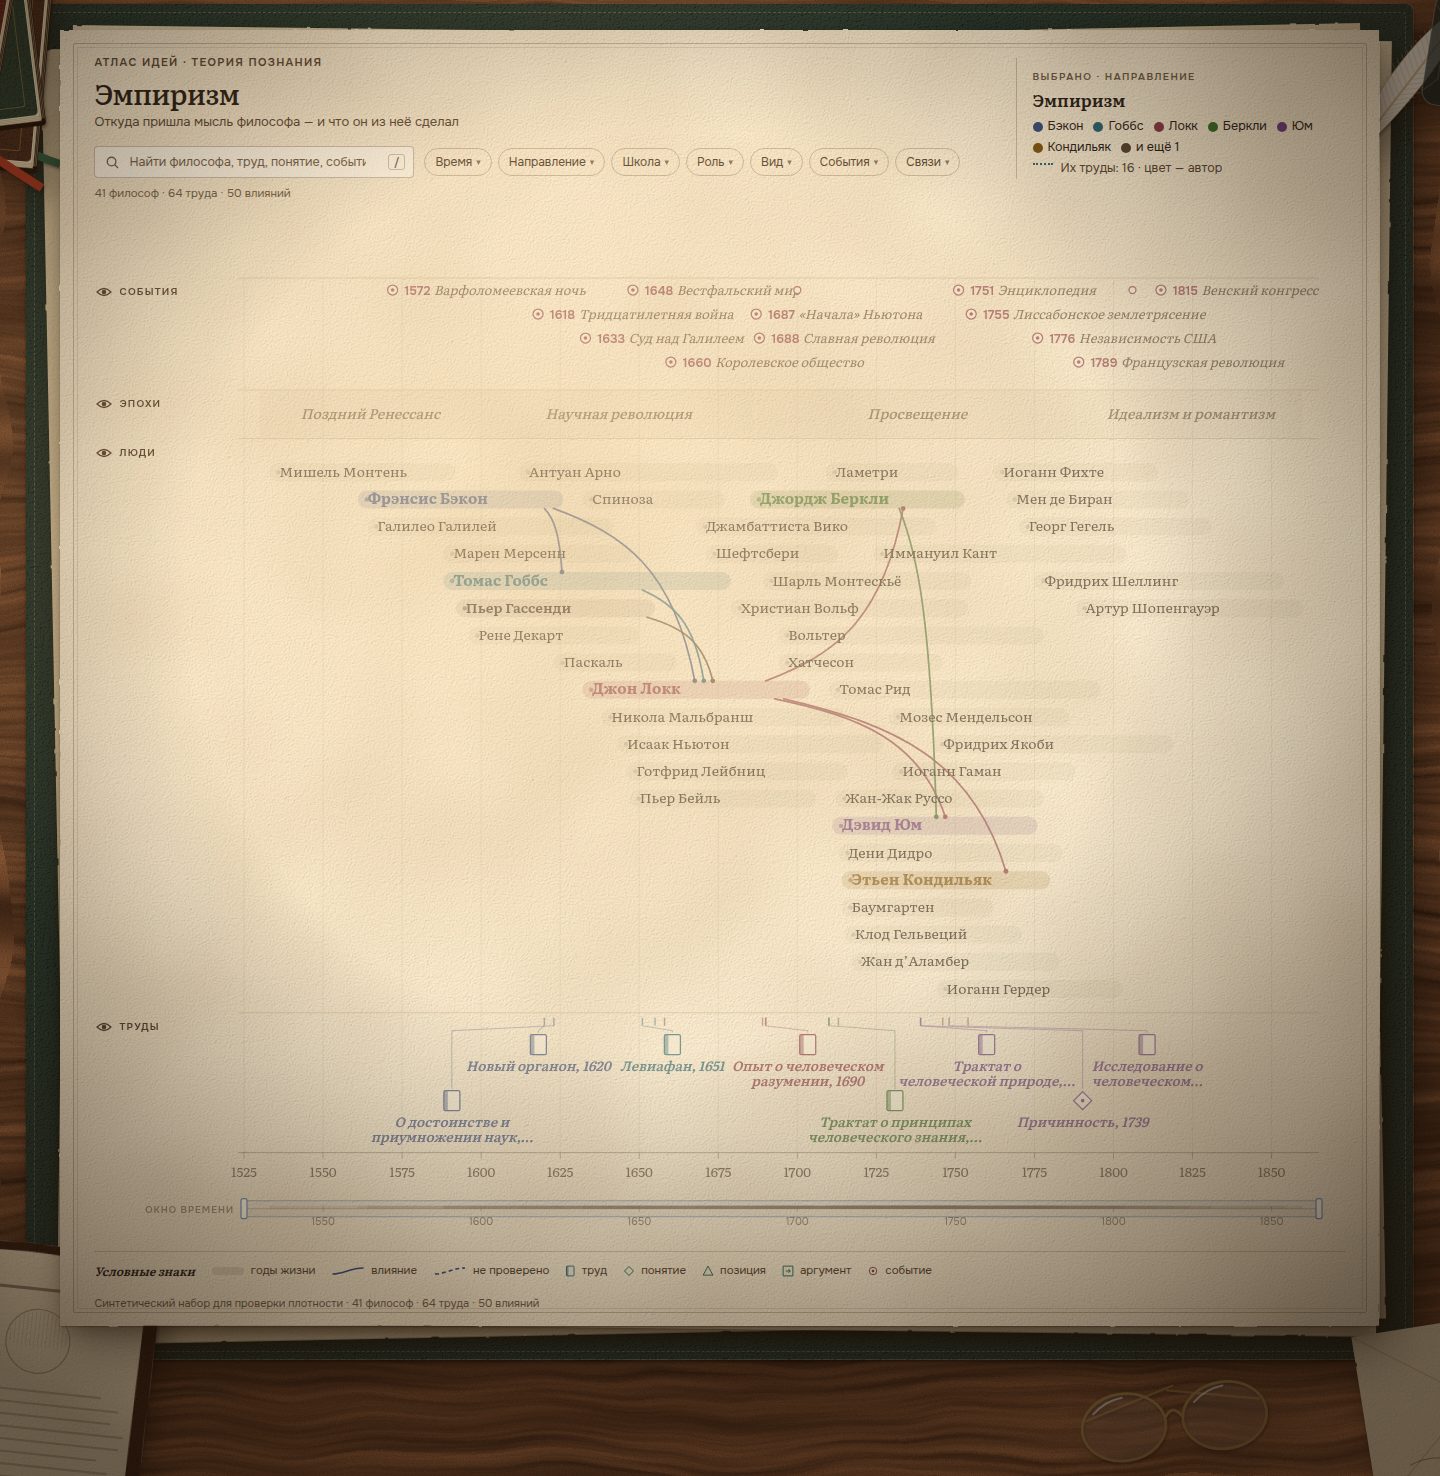 АТЛАС ИДЕЙ · ТЕОРИЯ ПОЗНАНИЯ
Эмпиризм
Откуда пришла мысль философа — и что он из неё сделал
Найти философа, труд, понятие, событи /
Время ▾ Направление ▾ Школа ▾ Роль ▾ Вид ▾ События ▾ Связи ▾
41 философ · 64 труда · 50 влияний
ВЫБРАНО · НАПРАВЛЕНИЕ
Эмпиризм
Бэкон Гоббс Локк Беркли Юм
Кондильяк и ещё 1
Их труды: 16 · цвет — автор
СОБЫТИЯ
1572 Варфоломеевская ночь 1648 Вестфальский мир 1751 Энциклопедия 1815 Венский конгресс
1618 Тридцатилетняя война 1687 «Начала» Ньютона 1755 Лиссабонское землетрясение
1633 Суд над Галилеем 1688 Славная революция 1776 Независимость США
1660 Королевское общество 1789 Французская революция
ЭПОХИ
Поздний Ренессанс Научная революция Просвещение Идеализм и романтизм
ЛЮДИ
Мишель Монтень Антуан Арно Ламетри Иоганн Фихте
Фрэнсис Бэкон Спиноза Джордж Беркли Мен де Биран
Галилео Галилей Джамбаттиста Вико Георг Гегель
Марен Мерсенн Шефтсбери Иммануил Кант
Томас Гоббс Шарль Монтескьё Фридрих Шеллинг
Пьер Гассенди Христиан Вольф Артур Шопенгауэр
Рене Декарт Вольтер
Паскаль Хатчесон
Джон Локк Томас Рид
Никола Мальбранш Мозес Мендельсон
Исаак Ньютон Фридрих Якоби
Готфрид Лейбниц Иоганн Гаман
Пьер Бейль Жан-Жак Руссо
Дэвид Юм
Дени Дидро
Этьен Кондильяк
Баумгартен
Клод Гельвеций
Жан д’Аламбер
Иоганн Гердер
ТРУДЫ
Новый органон, 1620 Левиафан, 1651 Опыт о человеческом Трактат о Исследование о
разумении, 1690 человеческой природе,… человеческом…
О достоинстве и Трактат о принципах Причинность, 1739
приумножении наук,… человеческого знания,…
1525 1550 1575 1600 1625 1650 1675 1700 1725 1750 1775 1800 1825 1850
ОКНО ВРЕМЕНИ
1550 1600 1650 1700 1750 1800 1850
Условные знаки годы жизни влияние не проверено труд понятие позиция аргумент событие
Синтетический набор для проверки плотности · 41 философ · 64 труда · 50 влияний